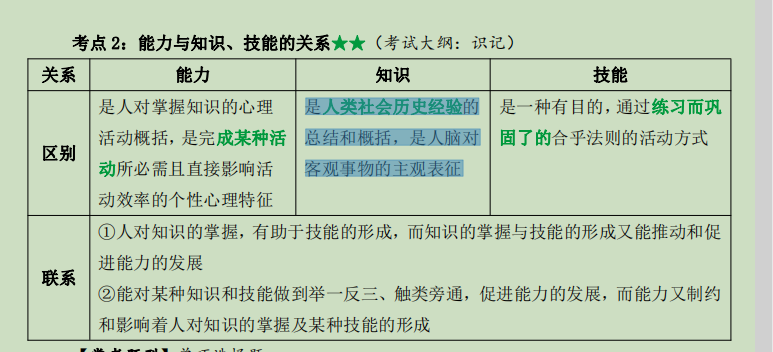 考点 2：能力与知识、技能的关系★★（考试大纲：识记）
关系 能力 知识 技能
区别
是人对掌握知识的心理
活动概括，是完成某种活
动所必需且直接影响活
动效率的个性心理特征
是人类社会历史经验的
总结和概括，是人脑对
客观事物的主观表征
是一种有目的，通过练习而巩
固了的合乎法则的活动方式
联系
①人对知识的掌握，有助于技能的形成，而知识的掌握与技能的形成又能推动和促
进能力的发展
②能对某种知识和技能做到举一反三、触类旁通，促进能力的发展，而能力又制约
和影响着人对知识的掌握及某种技能的形成